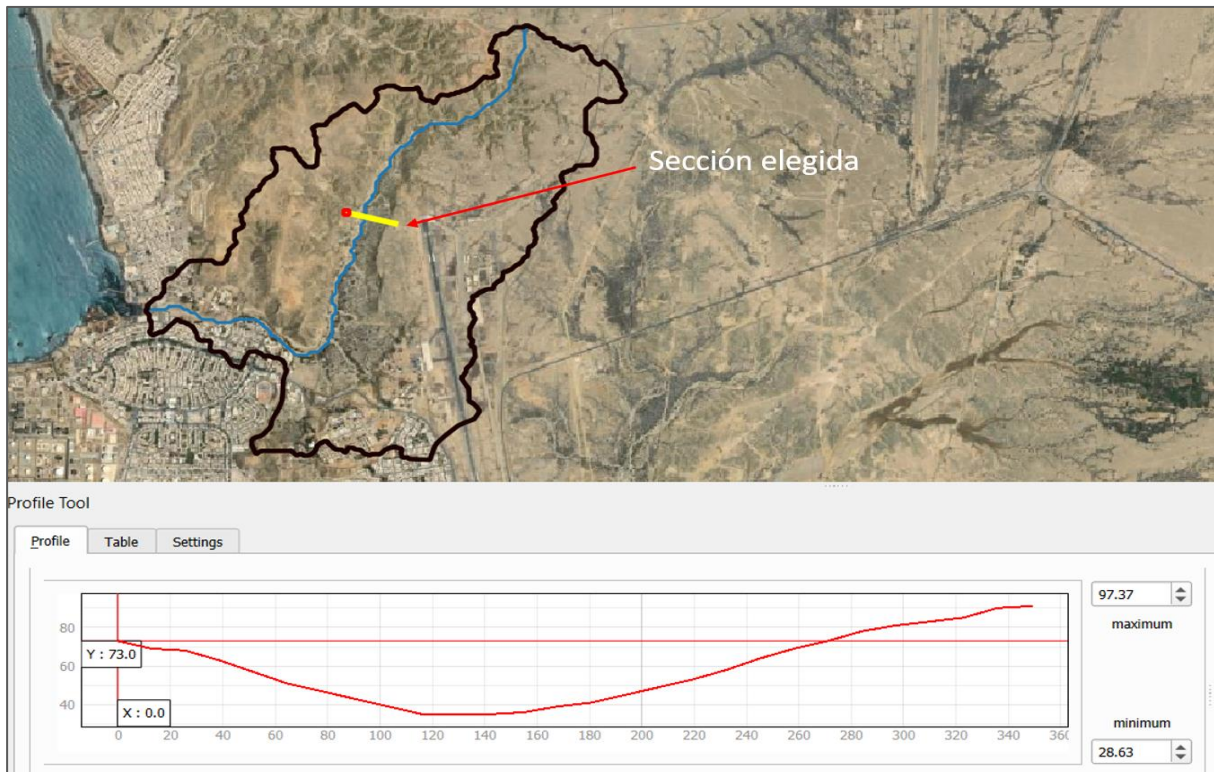 Sección elegida
Profile Tool
Profile Table Settings
97.37
maximum
80
Y : 73.0
60
40
X : 0.0
minimum
28.63
0 20 40 60 80 100 120 140 160 180 200 220 240 260 280 300 320 340 360